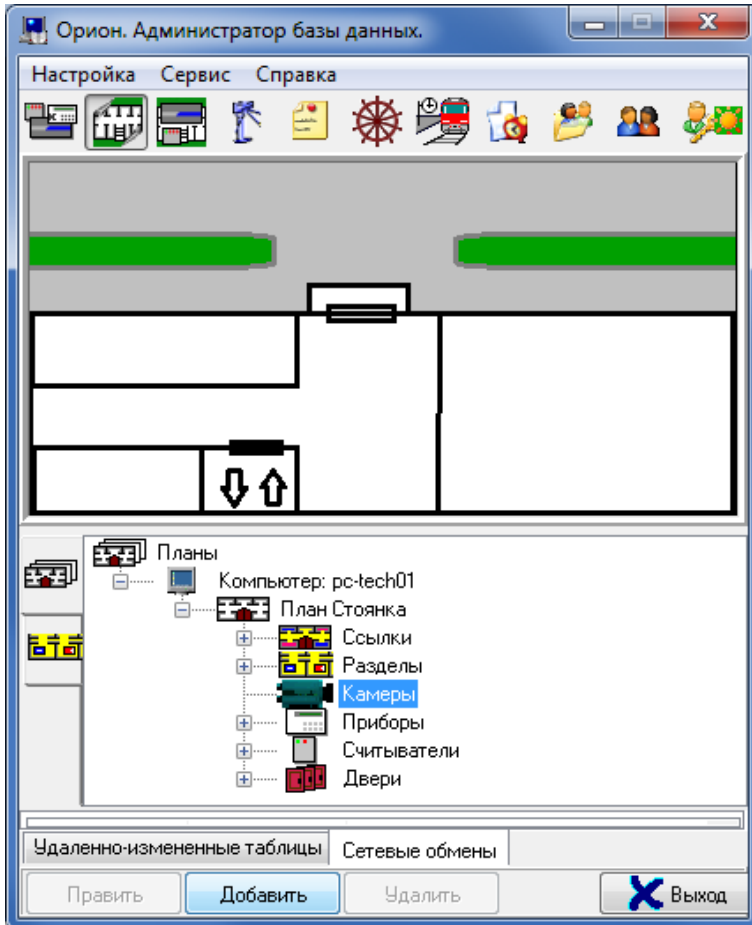 Орион. Администратор базы данных.
Настройка Сервис Справка
Планы
Компьютер: pc-tech01
План Стоянка
Ссылки
Разделы
Камеры
Приборы
Считыватели
Двери
Удаленно-измененные таблицы Сетевые обмены
Править Добавить Удалить Выход